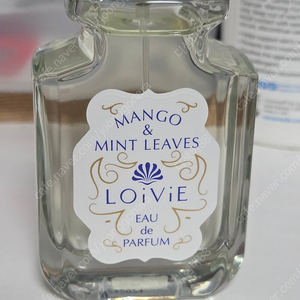 MANGO
&
MINT LEAVES
LOiViE
EAU
de
PARFUM